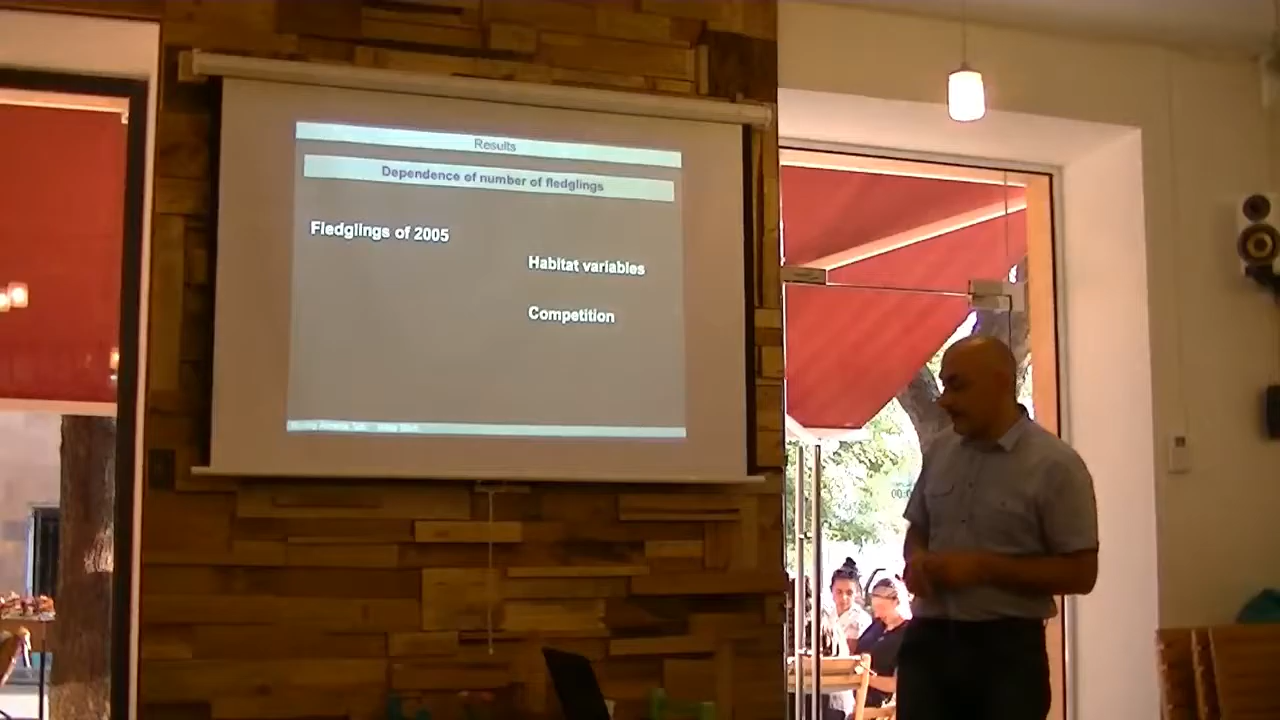 Results
Dependence of number of fledglings
Fledglings of 2005
Habitat variables
Competition